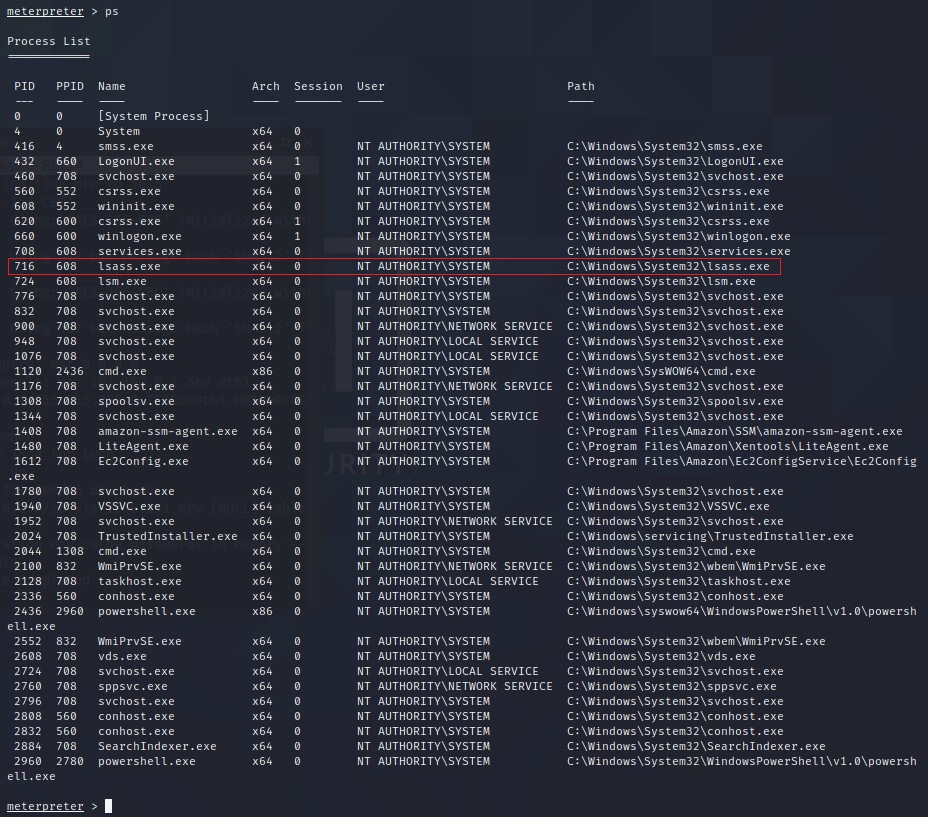 meterpreter > ps
Process List
============
PID PPID Name Arch Session User Path
--- ---- ---- ---- ------- ---- ----
0 0 [System Process]
4 0 System x64 0
416 4 smss.exe x64 0 NT AUTHORITY\SYSTEM C:\Windows\System32\smss.exe
432 660 LogonUI.exe x64 1 NT AUTHORITY\SYSTEM C:\Windows\System32\LogonUI.exe
460 708 svchost.exe x64 0 NT AUTHORITY\SYSTEM C:\Windows\System32\svchost.exe
560 552 csrss.exe x64 0 NT AUTHORITY\SYSTEM C:\Windows\System32\csrss.exe
608 552 wininit.exe x64 0 NT AUTHORITY\SYSTEM C:\Windows\System32\wininit.exe
620 600 csrss.exe x64 1 NT AUTHORITY\SYSTEM C:\Windows\System32\csrss.exe
660 600 winlogon.exe x64 1 NT AUTHORITY\SYSTEM C:\Windows\System32\winlogon.exe
708 608 services.exe x64 0 NT AUTHORITY\SYSTEM C:\Windows\System32\services.exe
716 608 lsass.exe x64 0 NT AUTHORITY\SYSTEM C:\Windows\System32\lsass.exe
724 608 lsm.exe x64 0 NT AUTHORITY\SYSTEM C:\Windows\System32\lsm.exe
776 708 svchost.exe x64 0 NT AUTHORITY\SYSTEM C:\Windows\System32\svchost.exe
832 708 svchost.exe x64 0 NT AUTHORITY\SYSTEM C:\Windows\System32\svchost.exe
900 708 svchost.exe x64 0 NT AUTHORITY\NETWORK SERVICE C:\Windows\System32\svchost.exe
948 708 svchost.exe x64 0 NT AUTHORITY\LOCAL SERVICE C:\Windows\System32\svchost.exe
1076 708 svchost.exe x64 0 NT AUTHORITY\LOCAL SERVICE C:\Windows\System32\svchost.exe
1120 2436 cmd.exe x86 0 NT AUTHORITY\SYSTEM C:\Windows\SysWOW64\cmd.exe
1176 708 svchost.exe x64 0 NT AUTHORITY\NETWORK SERVICE C:\Windows\System32\svchost.exe
1308 708 spoolsv.exe x64 0 NT AUTHORITY\SYSTEM C:\Windows\System32\spoolsv.exe
1344 708 svchost.exe x64 0 NT AUTHORITY\LOCAL SERVICE C:\Windows\System32\svchost.exe
1408 708 amazon-ssm-agent.exe x64 0 NT AUTHORITY\SYSTEM C:\Program Files\Amazon\SSM\amazon-ssm-agent.exe
1480 708 LiteAgent.exe x64 0 NT AUTHORITY\SYSTEM C:\Program Files\Amazon\Xentools\LiteAgent.exe
1612 708 Ec2Config.exe x64 0 NT AUTHORITY\SYSTEM C:\Program Files\Amazon\Ec2ConfigService\Ec2Config
.exe
1780 708 svchost.exe x64 0 NT AUTHORITY\SYSTEM C:\Windows\System32\svchost.exe
1940 708 VSSVC.exe x64 0 NT AUTHORITY\SYSTEM C:\Windows\System32\VSSVC.exe
1952 708 svchost.exe x64 0 NT AUTHORITY\NETWORK SERVICE C:\Windows\System32\svchost.exe
2024 708 TrustedInstaller.exe x64 0 NT AUTHORITY\SYSTEM C:\Windows\servicing\TrustedInstaller.exe
2044 1308 cmd.exe x64 0 NT AUTHORITY\SYSTEM C:\Windows\System32\cmd.exe
2100 832 WmiPrvSE.exe x64 0 NT AUTHORITY\NETWORK SERVICE C:\Windows\System32\wbem\WmiPrvSE.exe
2128 708 taskhost.exe x64 0 NT AUTHORITY\LOCAL SERVICE C:\Windows\System32\taskhost.exe
2336 560 conhost.exe x64 0 NT AUTHORITY\SYSTEM C:\Windows\System32\conhost.exe
2436 2960 powershell.exe x86 0 NT AUTHORITY\SYSTEM C:\Windows\syswow64\WindowsPowerShell\v1.0\powersh
ell.exe
2552 832 WmiPrvSE.exe x64 0 NT AUTHORITY\SYSTEM C:\Windows\System32\wbem\WmiPrvSE.exe
2608 708 vds.exe x64 0 NT AUTHORITY\SYSTEM C:\Windows\System32\vds.exe
2724 708 svchost.exe x64 0 NT AUTHORITY\LOCAL SERVICE C:\Windows\System32\svchost.exe
2760 708 sppsvc.exe x64 0 NT AUTHORITY\NETWORK SERVICE C:\Windows\System32\sppsvc.exe
2796 708 svchost.exe x64 0 NT AUTHORITY\SYSTEM C:\Windows\System32\svchost.exe
2808 560 conhost.exe x64 0 NT AUTHORITY\SYSTEM C:\Windows\System32\conhost.exe
2832 560 conhost.exe x64 0 NT AUTHORITY\SYSTEM C:\Windows\System32\conhost.exe
2884 708 SearchIndexer.exe x64 0 NT AUTHORITY\SYSTEM C:\Windows\System32\SearchIndexer.exe
2960 2780 powershell.exe x64 0 NT AUTHORITY\SYSTEM C:\Windows\System32\WindowsPowerShell\v1.0\powersh
ell.exe
meterpreter >